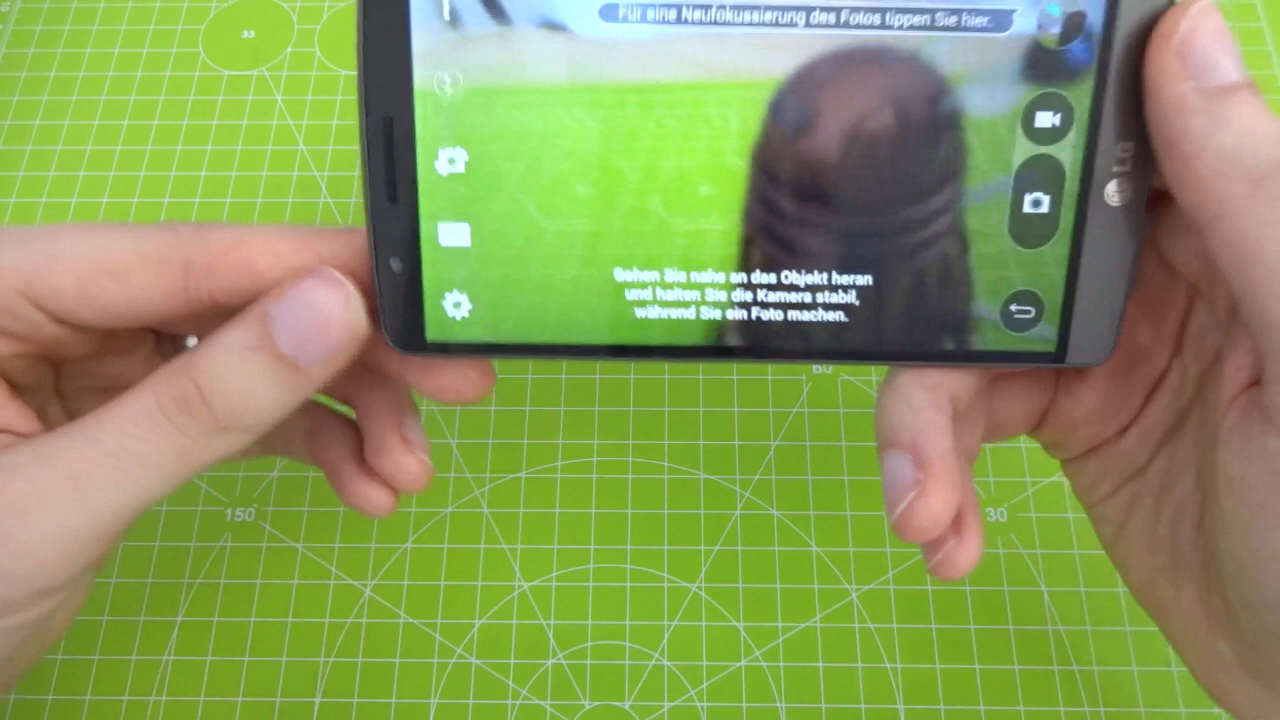 33
Für eine Neufokussierung des Fotos tippen Sie hier.
Gehen Sie nahe an das Objekt heran
und halten Sie die Kamera stabil,
während Sie ein Foto machen.
LG
60
150°
30°